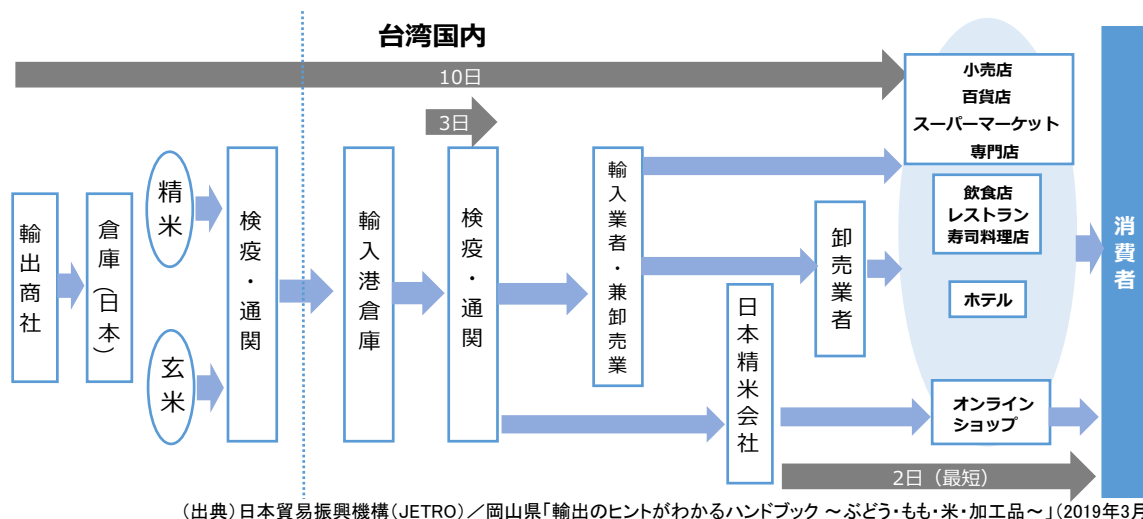 台湾国内
10日
3日
輸出商社
倉庫(日本)
精米
玄米
検疫・通関
輸入港倉庫
検疫・通関
輸入業者・兼卸売業
日本精米会社
卸売業者
小売店
百貨店
スーパーマーケット
専門店
飲食店
レストラン
寿司料理店
ホテル
オンライン
ショップ
消費者
2日(最短)
(出典)日本貿易振興機構(JETRO)/岡山県「輸出のヒントがわかるハンドブック ~ぶどう・もも・米・加工品~」(2019年3月